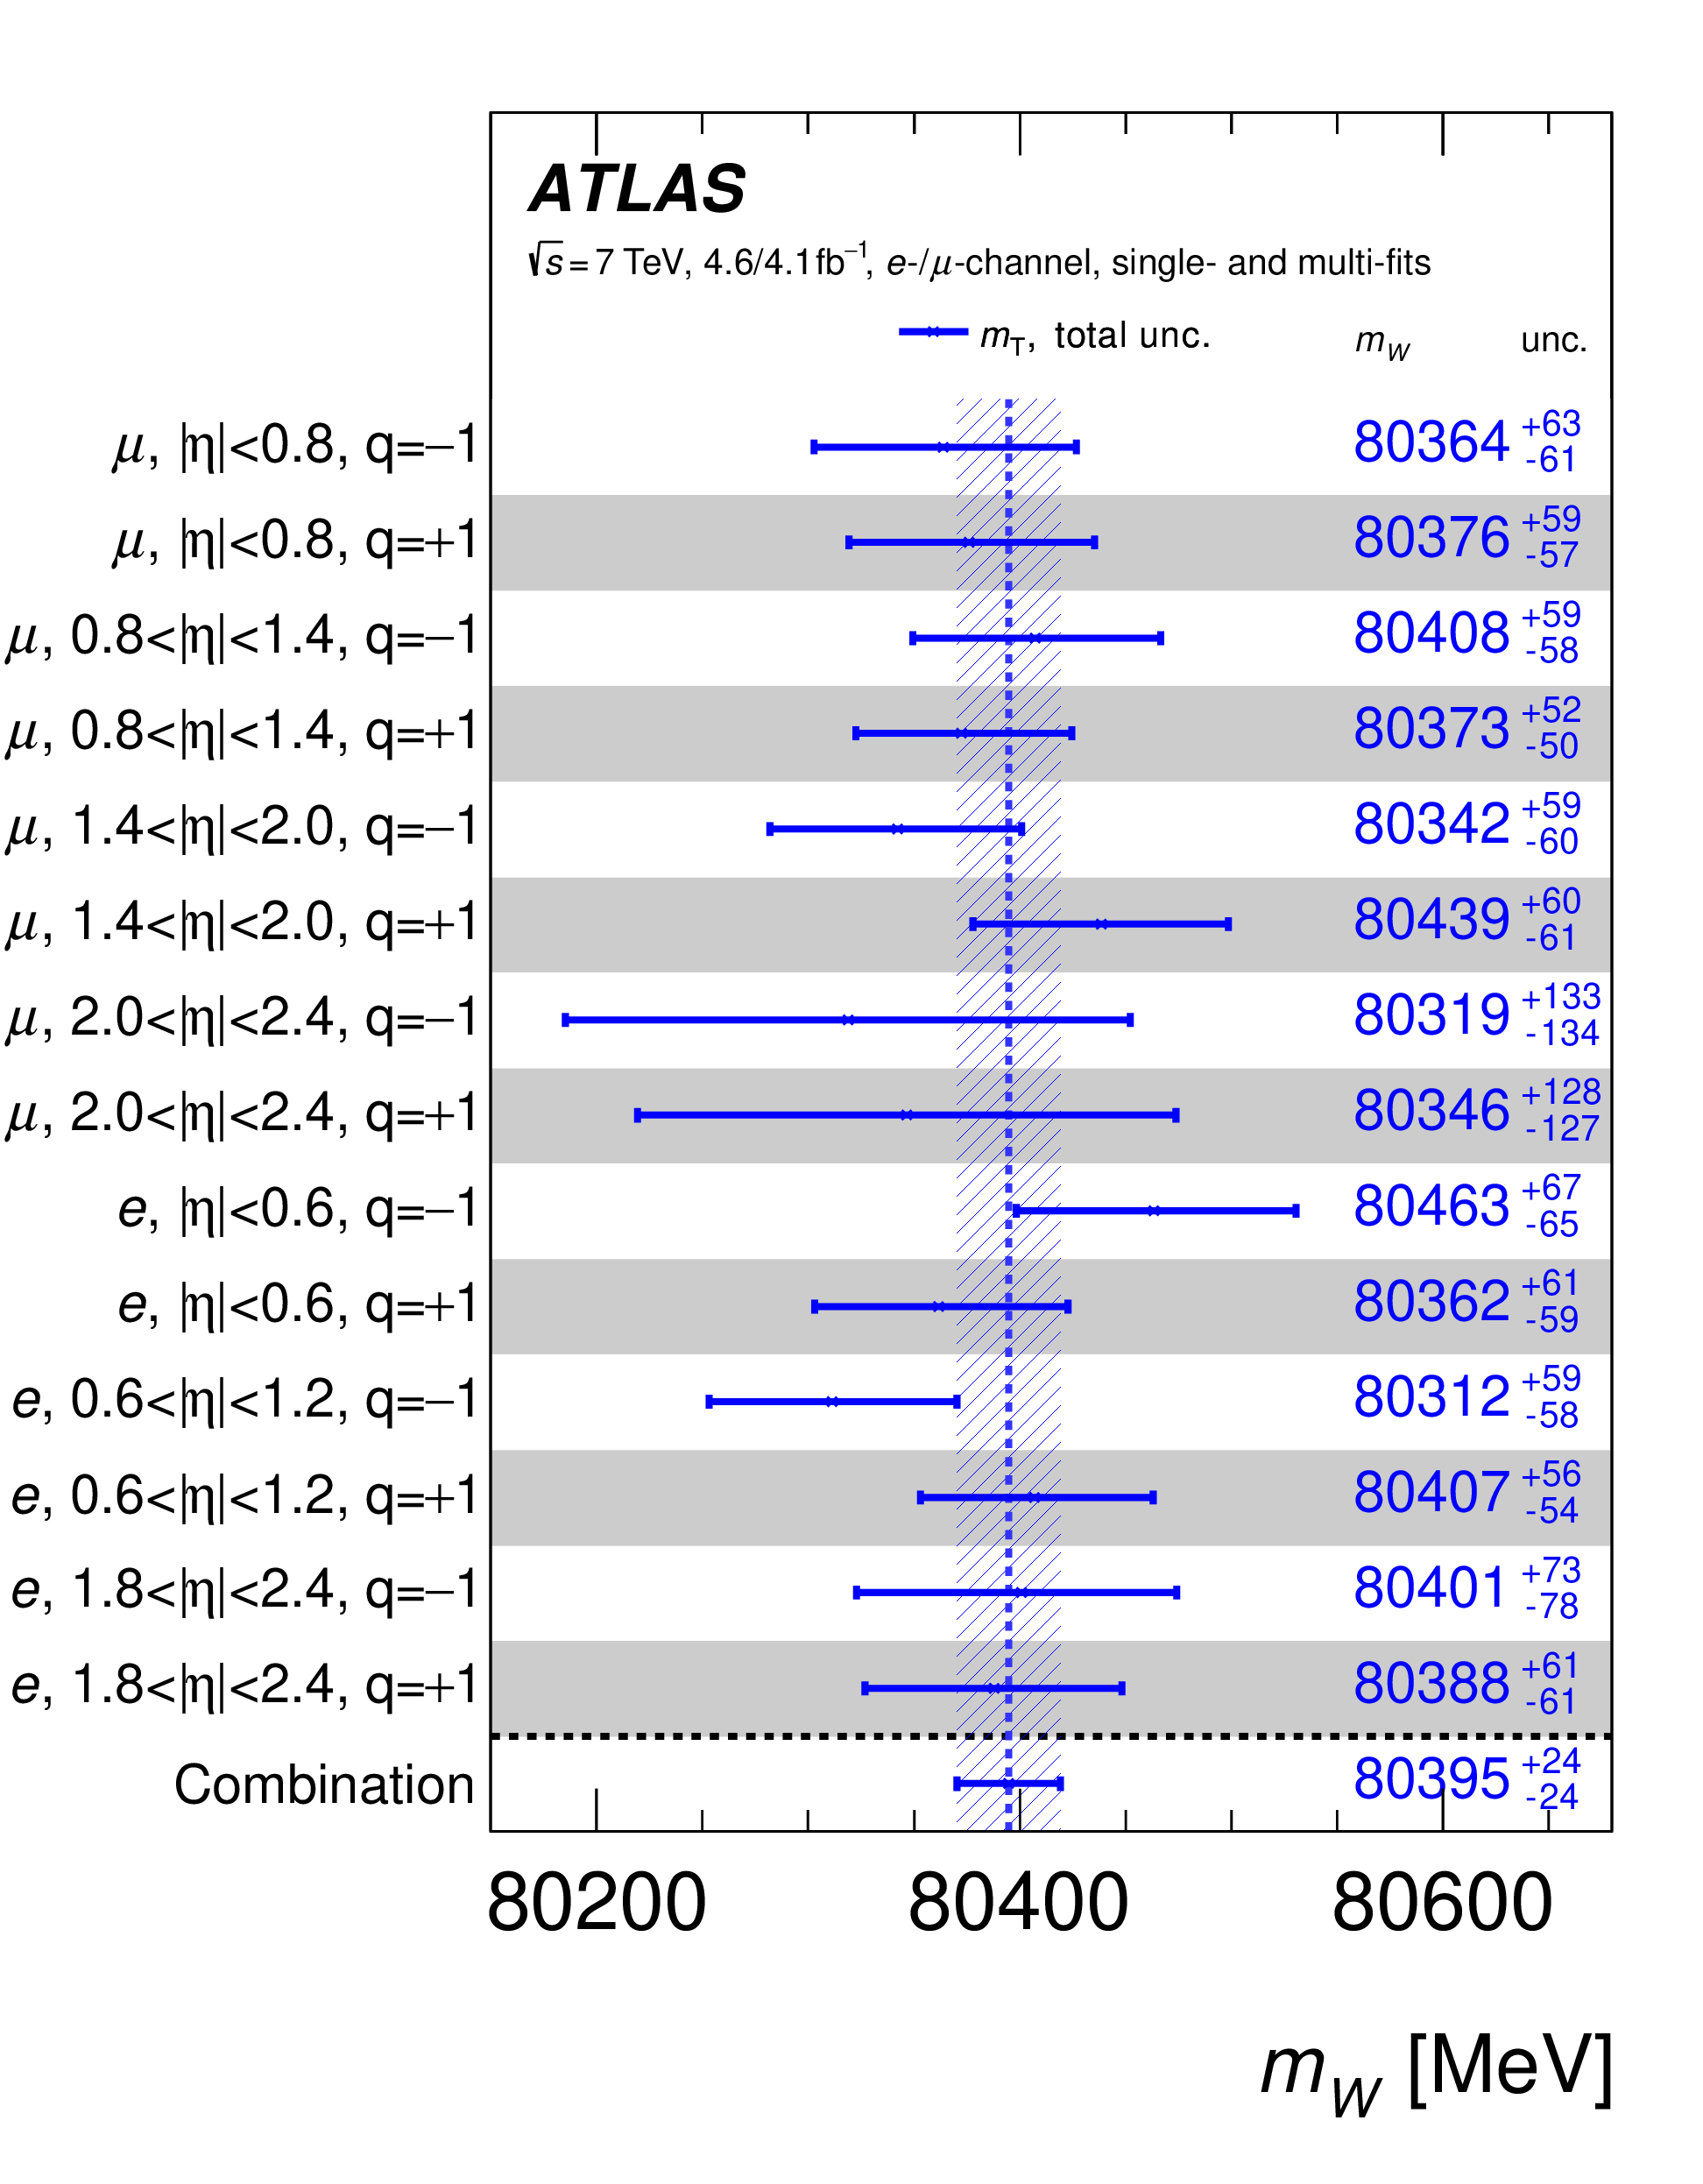 ATLAS
√s = 7 TeV, 4.6/4.1 fb⁻¹, e-/μ-channel, single- and multi-fits
m_T, total unc. m_W unc.
μ, |η|<0.8, q=−1 80364 +63 -61
μ, |η|<0.8, q=+1 80376 +59 -57
μ, 0.8<|η|<1.4, q=−1 80408 +59 -58
μ, 0.8<|η|<1.4, q=+1 80373 +52 -50
μ, 1.4<|η|<2.0, q=−1 80342 +59 -60
μ, 1.4<|η|<2.0, q=+1 80439 +60 -61
μ, 2.0<|η|<2.4, q=−1 80319 +133 -134
μ, 2.0<|η|<2.4, q=+1 80346 +128 -127
e, |η|<0.6, q=−1 80463 +67 -65
e, |η|<0.6, q=+1 80362 +61 -59
e, 0.6<|η|<1.2, q=−1 80312 +59 -58
e, 0.6<|η|<1.2, q=+1 80407 +56 -54
e, 1.8<|η|<2.4, q=−1 80401 +73 -78
e, 1.8<|η|<2.4, q=+1 80388 +61 -61
Combination 80395 +24 -24
80200 80400 80600
m_W [MeV]